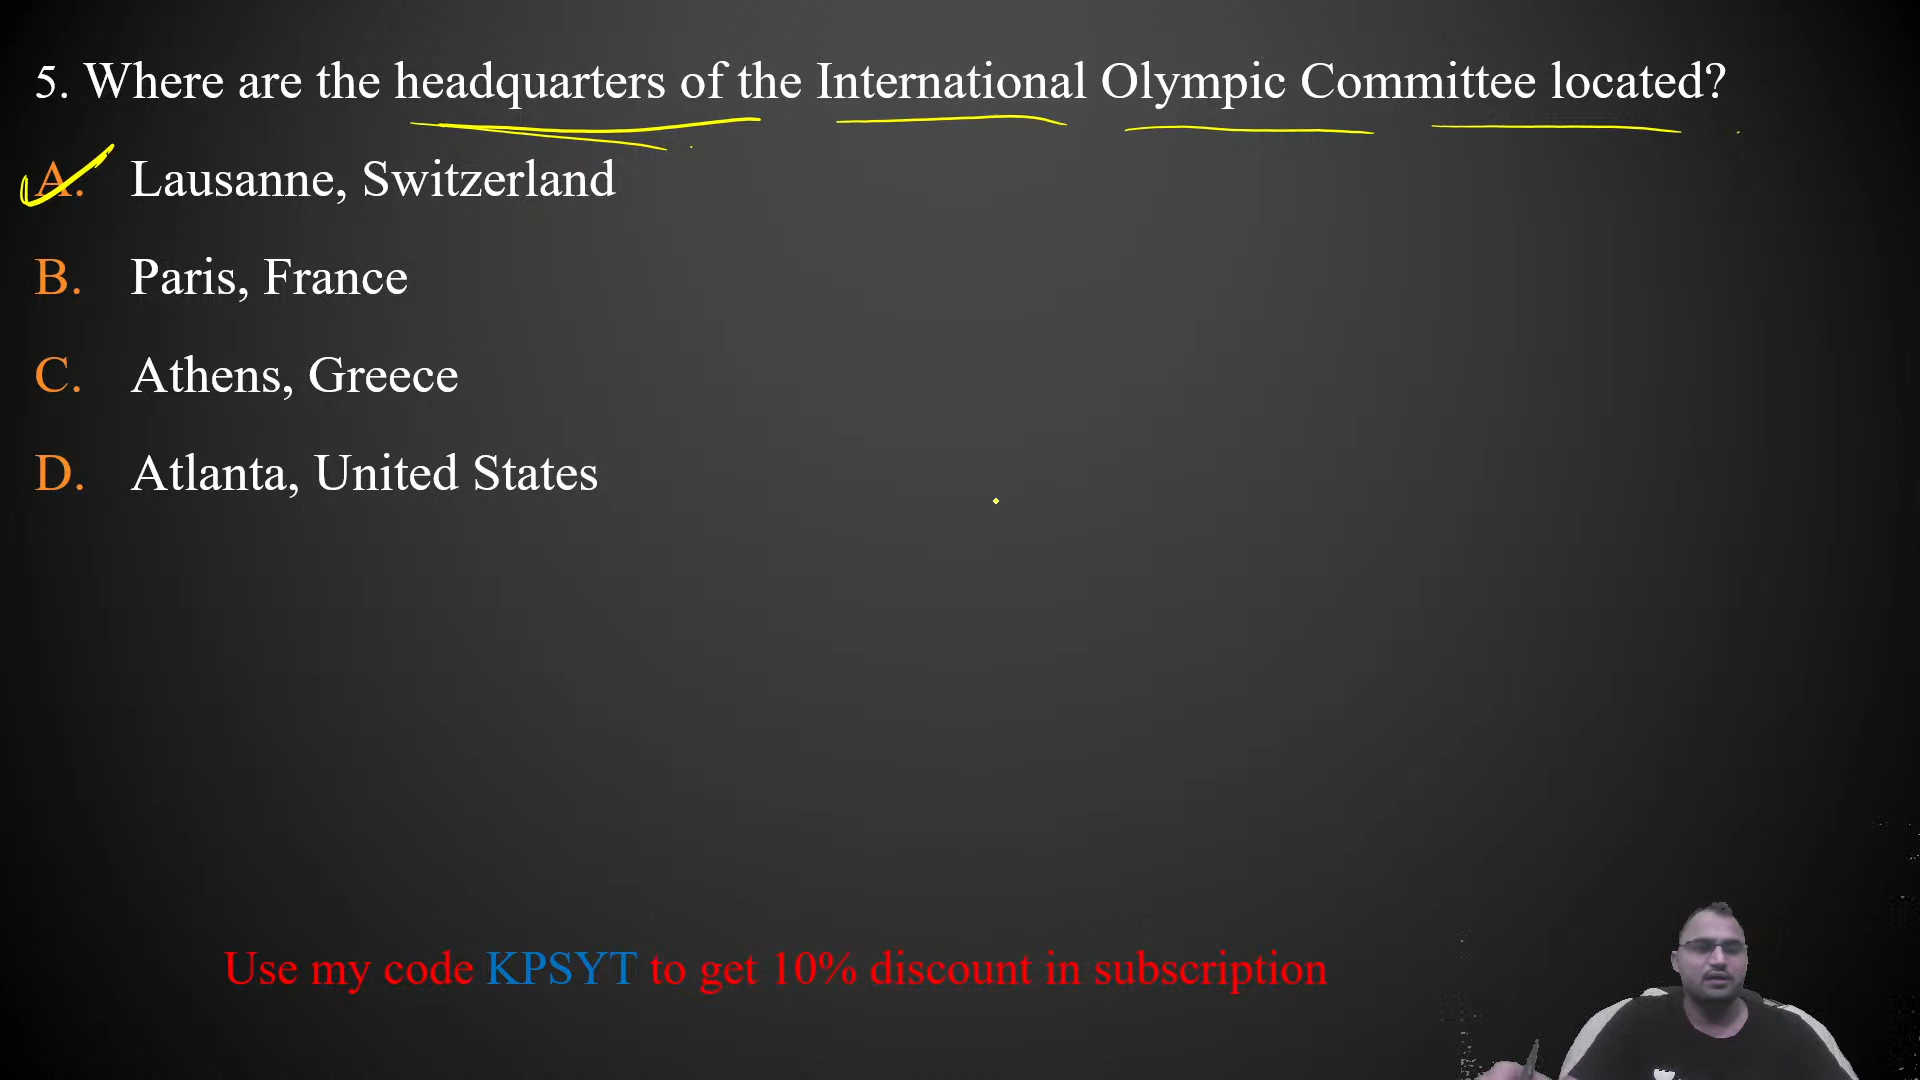 5. Where are the headquarters of the International Olympic Committee located?
A. Lausanne, Switzerland
B. Paris, France
C. Athens, Greece
D. Atlanta, United States
Use my code KPSYT to get 10% discount in subscription